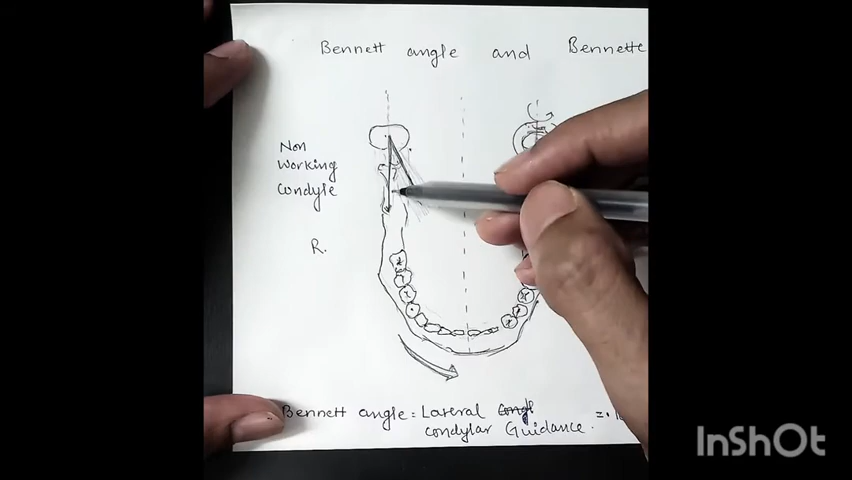 Bennett angle and Bennette
Non
Working
Condyle
R.
Bennett angle = Lateral
condylar Guidance.
InShOt